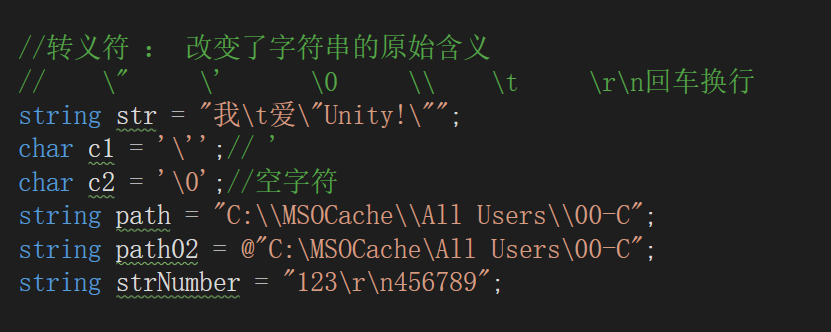 //转义符 ： 改变了字符串的原始含义
//    \"     \'      \0     \\    \t     \r\n回车换行
string str = "我\t爱\"Unity!\"";
char c1 = '\'';// '
char c2 = '\0';//空字符
string path = "C:\\MSOCache\\All Users\\00-C";
string path02 = @"C:\MSOCache\All Users\00-C";
string strNumber = "123\r\n456789";